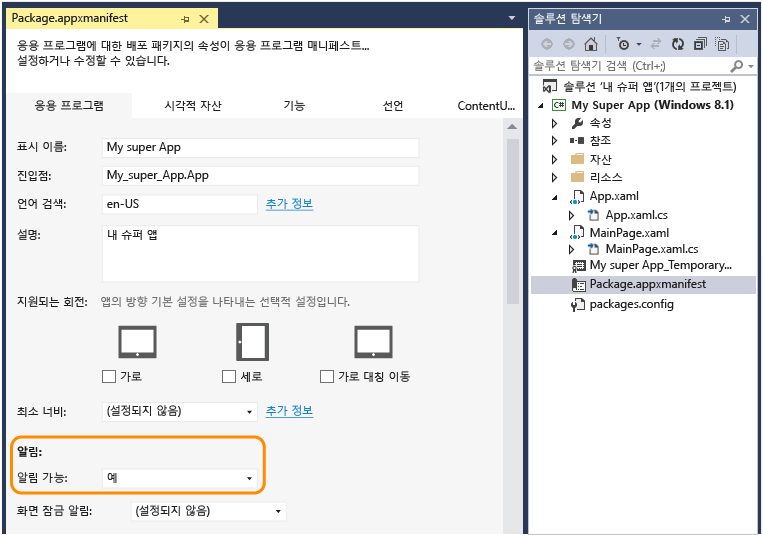 Package.appxmanifest
응용 프로그램에 대한 배포 패키지의 속성이 응용 프로그램 매니페스트...
설정하거나 수정할 수 있습니다.
응용 프로그램 시각적 자산 기능 선언 ContentU...
표시 이름: My super App
진입점: My_super_App.App
언어 검색: en-US 추가 정보
설명: 내 슈퍼 앱
지원되는 회전: 앱의 방향 기본 설정을 나타내는 선택적 설정입니다.
가로 세로 가로 대칭 이동
최소 너비: (설정되지 않음) 추가 정보
알림:
알림 가능: 예
화면 잠금 알림: (설정되지 않음)
솔루션 탐색기
솔루션 탐색기 검색 (Ctrl+;)
솔루션 '내 슈퍼 앱'(1개의 프로젝트)
C# My Super App (Windows 8.1)
속성
참조
자산
리소스
App.xaml
App.xaml.cs
MainPage.xaml
MainPage.xaml.cs
My super App_Temporary...
Package.appxmanifest
packages.config